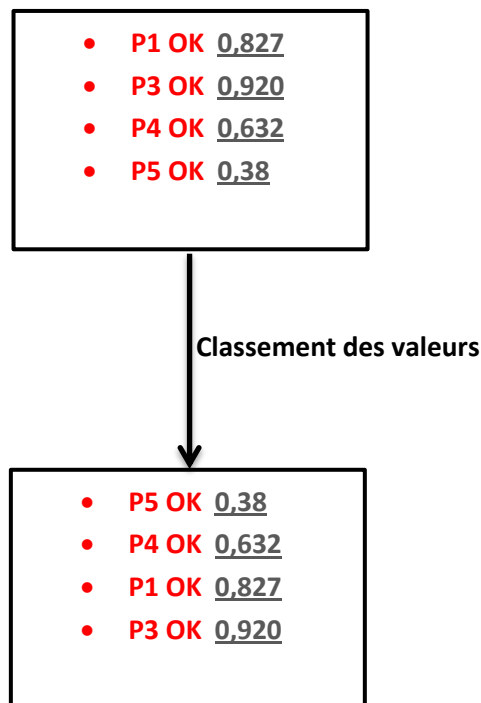 • P1 OK 0,827
• P3 OK 0,920
• P4 OK 0,632
• P5 OK 0,38
Classement des valeurs
• P5 OK 0,38
• P4 OK 0,632
• P1 OK 0,827
• P3 OK 0,920